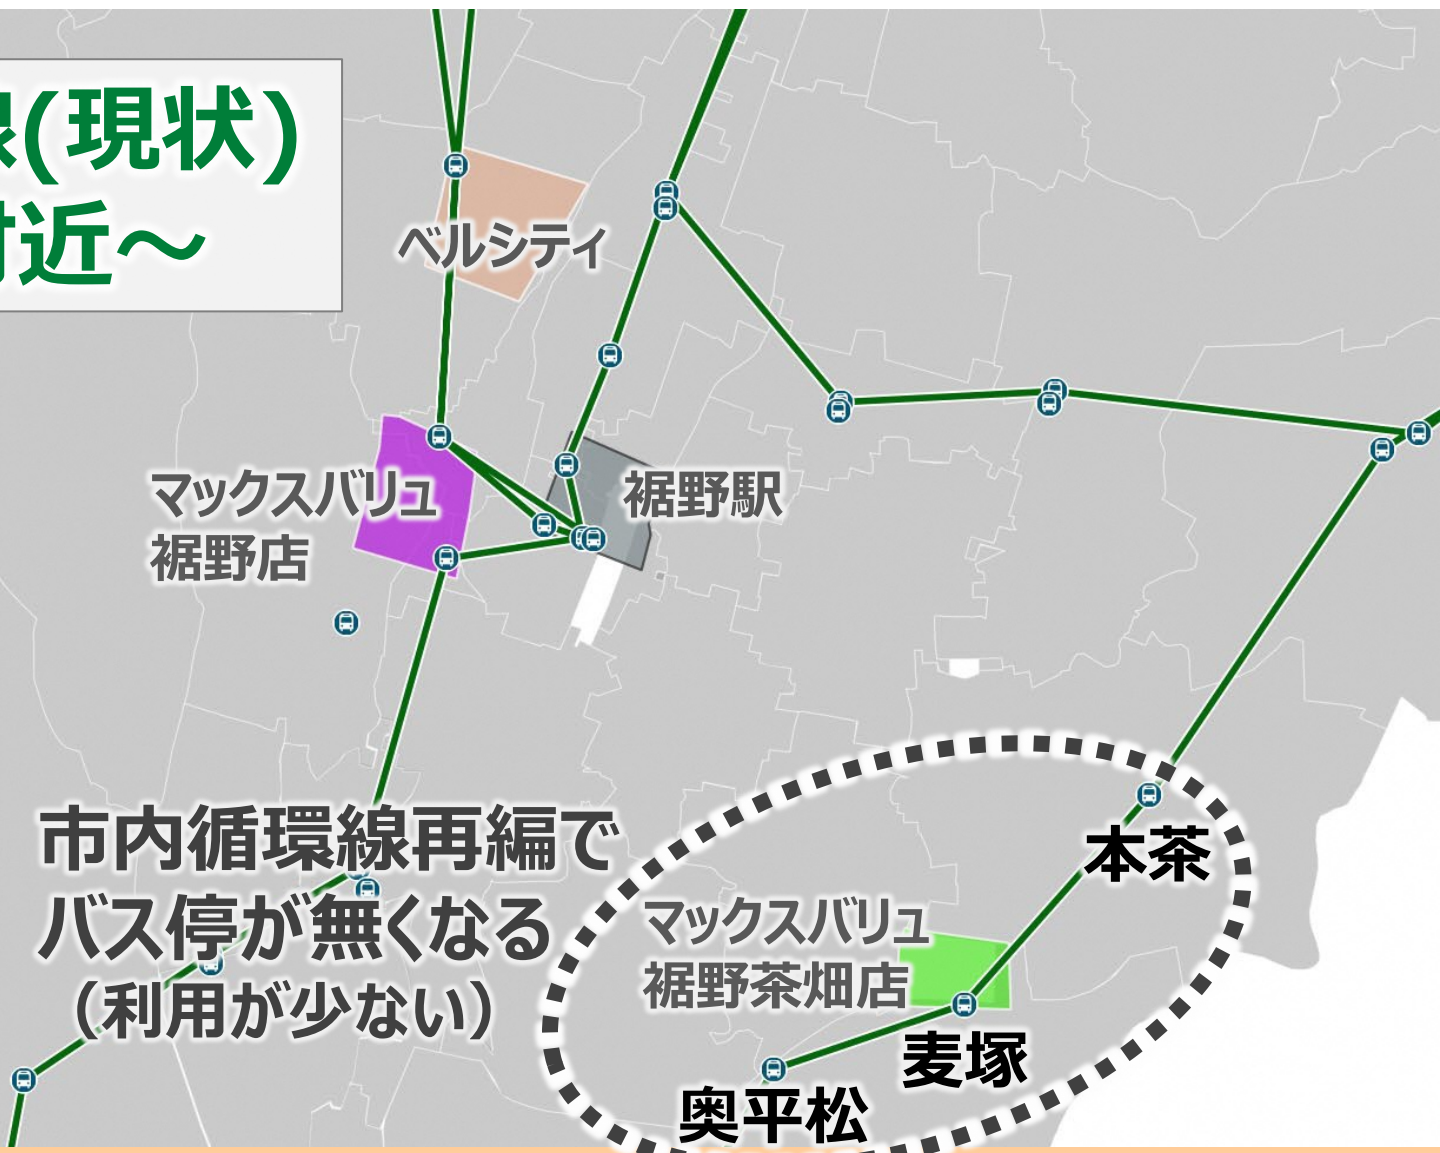 線(現状)
付近～
ベルシティ
マックスバリュ
裾野店
裾野駅
市内循環線再編で
バス停が無くなる
（利用が少ない）
本茶
マックスバリュ
裾野茶畑店
麦塚
奥平松